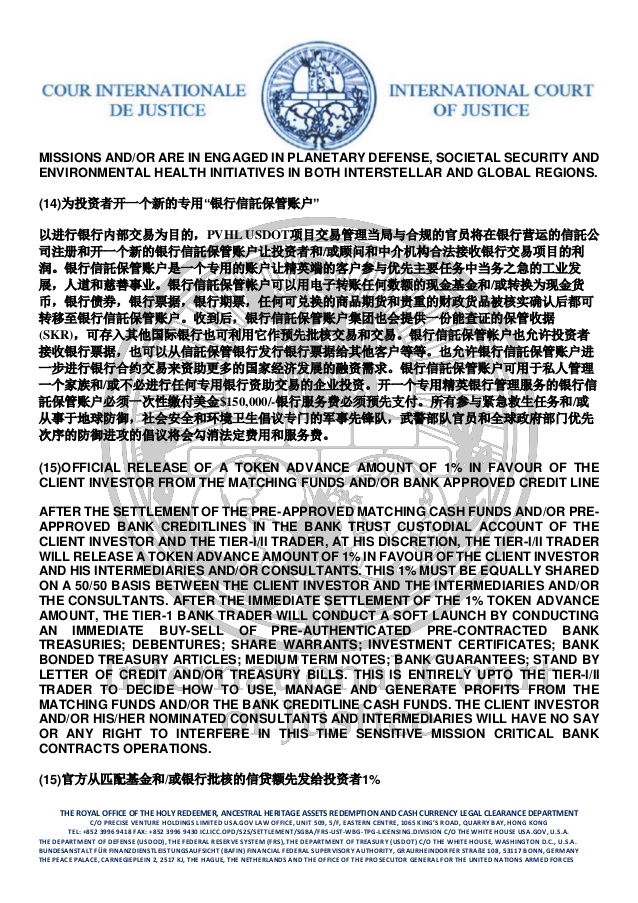 COUR INTERNATIONALE
DE JUSTICE
INTERNATIONAL COURT
OF JUSTICE
MISSIONS AND/OR ARE IN ENGAGED IN PLANETARY DEFENSE, SOCIETAL SECURITY AND
ENVIRONMENTAL HEALTH INITIATIVES IN BOTH INTERSTELLAR AND GLOBAL REGIONS.
(14)为投资者开一个新的专用“银行信託保管账户”
以进行银行内部交易为目的，PVHL USDOT项目交易管理当局与合规的官员将在银行营运的信託公
司注册和开一个新的银行信託保管账户让投资者和/或顾问和中介机构合法接收银行交易项目的利
润。银行信託保管账户是一个专用的账户让精英端的客户参与优先主要任务中当务之急的工业发
展，人道和慈善事业。银行信託保管帐户可以用电子转账任何数额的现金基金和/或转换为现金货
币，银行债券，银行票据，银行期票，任何可兑换的商品期货和贵重的财政货品被核实确认后都可
转移至银行信託保管账户。收到后，银行信託保管账户集团也会提供一份能查证的保管收据
(SKR)，可存入其他国际银行也可利用它作预先批核交易和交易。银行信託保管帐户也允许投资者
接收银行票据，也可以从信託保管银行发行银行票据给其他客户等等。也允许银行信託保管账户进
一步进行银行合约交易来资助更多的国家经济发展的融资需求。银行信託保管账户可用于私人管理
一个家族和/或不必进行任何专用银行资助交易的企业投资。开一个专用精英银行管理服务的银行信
託保管账户必须一次性缴付美金$150,000/-银行服务费必须预先支付。所有参与紧急救生任务和/或
从事于地球防御，社会安全和环境卫生倡议专门的军事先锋队，武警部队官员和全球政府部门优先
次序的防御进攻的倡议将会勾消法定费用和服务费。
(15)OFFICIAL RELEASE OF A TOKEN ADVANCE AMOUNT OF 1% IN FAVOUR OF THE
CLIENT INVESTOR FROM THE MATCHING FUNDS AND/OR BANK APPROVED CREDIT LINE
AFTER THE SETTLEMENT OF THE PRE-APPROVED MATCHING CASH FUNDS AND/OR PRE-
APPROVED BANK CREDITLINES IN THE BANK TRUST CUSTODIAL ACCOUNT OF THE
CLIENT INVESTOR AND THE TIER-I/II TRADER, AT HIS DISCRETION, THE TIER-I/II TRADER
WILL RELEASE A TOKEN ADVANCE AMOUNT OF 1% IN FAVOUR OF THE CLIENT INVESTOR
AND HIS INTERMEDIARIES AND/OR CONSULTANTS. THIS 1% MUST BE EQUALLY SHARED
ON A 50/50 BASIS BETWEEN THE CLIENT INVESTOR AND THE INTERMEDIARIES AND/OR
THE CONSULTANTS. AFTER THE IMMEDIATE SETTLEMENT OF THE 1% TOKEN ADVANCE
AMOUNT, THE TIER-1 BANK TRADER WILL CONDUCT A SOFT LAUNCH BY CONDUCTING
AN IMMEDIATE BUY-SELL OF PRE-AUTHENTICATED PRE-CONTRACTED BANK
TREASURIES; DEBENTURES; SHARE WARRANTS; INVESTMENT CERTIFICATES; BANK
BONDED TREASURY ARTICLES; MEDIUM TERM NOTES; BANK GUARANTEES; STAND BY
LETTER OF CREDIT AND/OR TREASURY BILLS. THIS IS ENTIRELY UPTO THE TIER-I/II
TRADER TO DECIDE HOW TO USE, MANAGE AND GENERATE PROFITS FROM THE
MATCHING FUNDS AND/OR THE BANK CREDITLINE CASH FUNDS. THE CLIENT INVESTOR
AND/OR HIS/HER NOMINATED CONSULTANTS AND INTERMEDIARIES WILL HAVE NO SAY
OR ANY RIGHT TO INTERFERE IN THIS TIME SENSITIVE MISSION CRITICAL BANK
CONTRACTS OPERATIONS.
International Court
of Justice
(15)官方从匹配基金和/或银行批核的信贷额先发给投资者1%
THE ROYAL OFFICE OF THE HOLY REDEEMER, ANCESTRAL HERITAGE ASSETS REDEMPTION AND CASH CURRENCY LEGAL CLEARANCE DEPARTMENT
C/O PRECISE VENTURE HOLDINGS LIMITED USA.GOV LAW OFFICE, UNIT 509, 5/F, EASTERN CENTRE, 1065 KING'S ROAD, QUARRY BAY, HONG KONG
TEL: +852 3996 9418 FAX: +852 3996 9430 ICJ.ICC.OPD/S2S/SETTLEMENT/SGBA/FRS-UST-WBG-TPG-LICENSING.DIVISION C/O THE WHITE HOUSE USA.GOV, U.S.A.
THE DEPARTMENT OF DEFENSE (USDOD), THE FEDERAL RESERVE SYSTEM (FRS), THE DEPARTMENT OF TREASURY (USDOT) C/O THE WHITE HOUSE, WASHINGTON D.C., U.S.A.
BUNDESANSTALT FÜR FINANZDIENSTLEISTUNGSAUFSICHT (BAFIN) FINANCIAL FEDERAL SUPERVISORY AUTHORITY, GRAURHEINDORFER STRAßE 108, 53117 BONN, GERMANY
THE PEACE PALACE, CARNEGIEPLEIN 2, 2517 KJ, THE HAGUE, THE NETHERLANDS AND THE OFFICE OF THE PROSECUTOR GENERAL FOR THE UNITED NATIONS ARMED FORCES